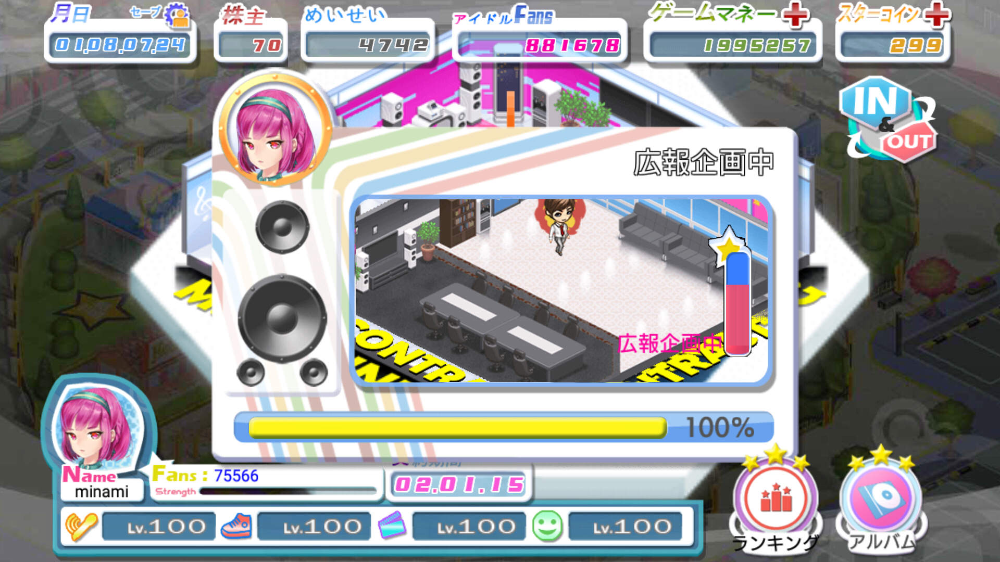 月日
セーブ
01.08.07.24
株主
70
めいせい
4742
アイドルFans
881678
ゲームマネー
1995257
スターコイン
299
IN
&
OUT
広報企画中
広報企画中
100%
Name
minami
Fans : 75566
Strength
02.01.15
Lv.100
Lv.100
Lv.100
Lv.100
ランキング
アルバム